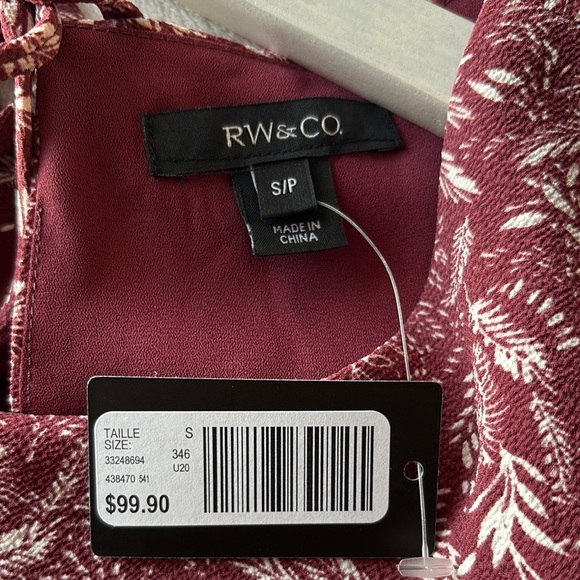 RW&CO.
S/P
MADE IN
CHINA
TAILLE S
SIZE:
33248694 346
U20
438470 541
$99.90